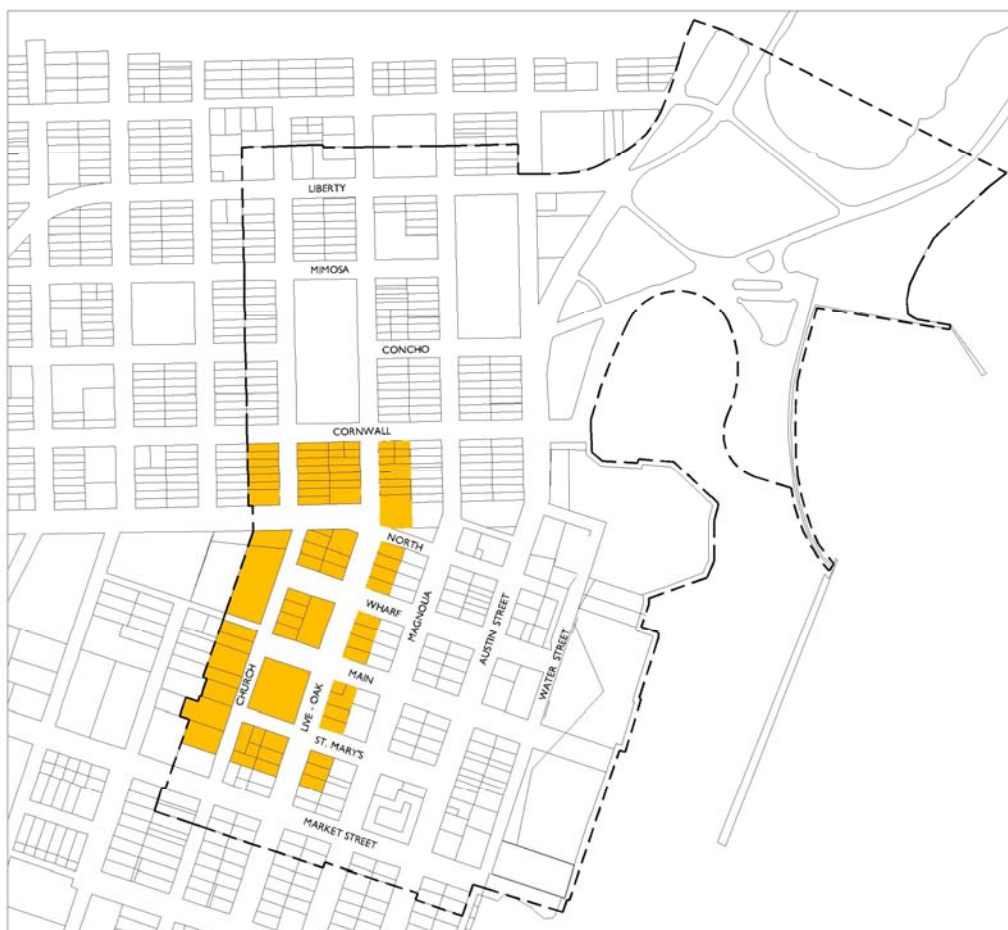 LIBERTY
MIMOSA
CONCHO
CORNWALL
NORTH
WHARF
MAGNOLIA
AUSTIN STREET
WATER STREET
MAIN
CHURCH
LIVE - OAK
ST. MARY'S
MARKET STREET